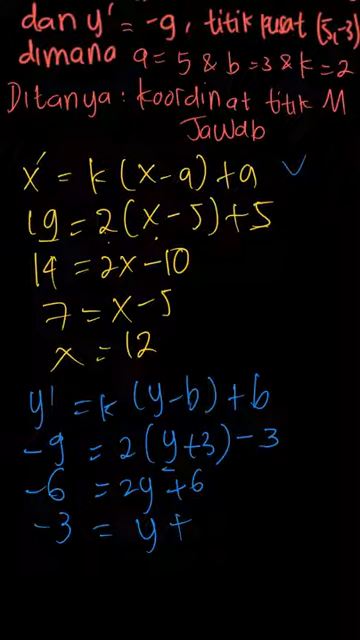 dan y' = -9, titik pusat (5,-3)
dimana a = 5 & b = 3 & k = 2
Ditanya : koordinat titik M
Jawab
x' = k (x - a) + a
19 = 2 (x - 5) + 5
14 = 2x - 10
7 = x - 5
x = 12
y' = k (y - b) + b
-9 = 2 (y + 3) - 3
-6 = 2y + 6
-3 = y +